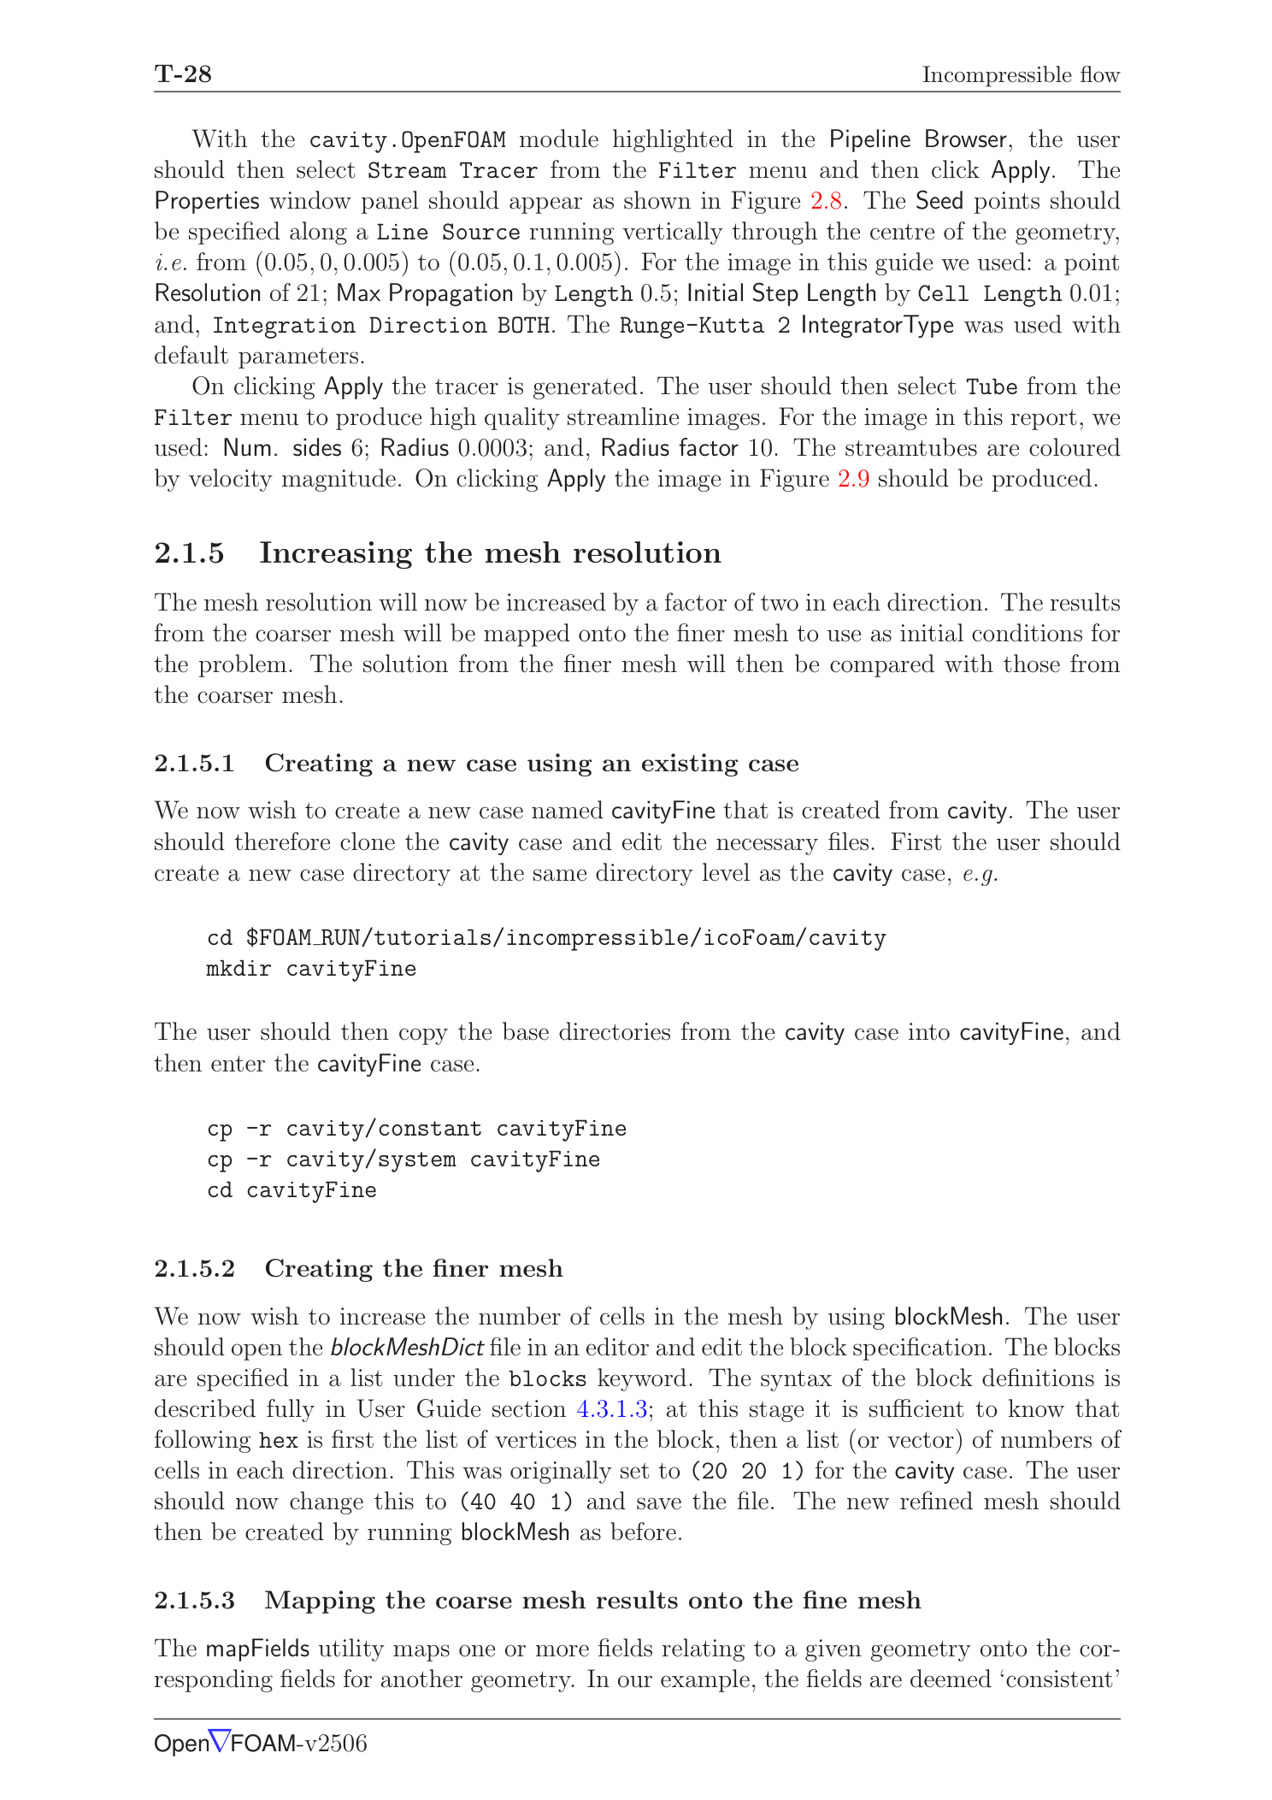 T-28 Incompressible flow
With the cavity.OpenFOAM module highlighted in the Pipeline Browser, the user
should then select Stream Tracer from the Filter menu and then click Apply. The
Properties window panel should appear as shown in Figure 2.8. The Seed points should
be specified along a Line Source running vertically through the centre of the geometry,
i.e. from (0.05, 0, 0.005) to (0.05, 0.1, 0.005). For the image in this guide we used: a point
Resolution of 21; Max Propagation by Length 0.5; Initial Step Length by Cell Length 0.01;
and, Integration Direction BOTH. The Runge-Kutta 2 IntegratorType was used with
default parameters.
On clicking Apply the tracer is generated. The user should then select Tube from the
Filter menu to produce high quality streamline images. For the image in this report, we
used: Num. sides 6; Radius 0.0003; and, Radius factor 10. The streamtubes are coloured
by velocity magnitude. On clicking Apply the image in Figure 2.9 should be produced.
2.1.5 Increasing the mesh resolution
The mesh resolution will now be increased by a factor of two in each direction. The results
from the coarser mesh will be mapped onto the finer mesh to use as initial conditions for
the problem. The solution from the finer mesh will then be compared with those from
the coarser mesh.
2.1.5.1 Creating a new case using an existing case
We now wish to create a new case named cavityFine that is created from cavity. The user
should therefore clone the cavity case and edit the necessary files. First the user should
create a new case directory at the same directory level as the cavity case, e.g.
cd $FOAM_RUN/tutorials/incompressible/icoFoam/cavity
mkdir cavityFine
The user should then copy the base directories from the cavity case into cavityFine, and
then enter the cavityFine case.
cp -r cavity/constant cavityFine
cp -r cavity/system cavityFine
cd cavityFine
2.1.5.2 Creating the finer mesh
We now wish to increase the number of cells in the mesh by using blockMesh. The user
should open the blockMeshDict file in an editor and edit the block specification. The blocks
are specified in a list under the blocks keyword. The syntax of the block definitions is
described fully in User Guide section 4.3.1.3; at this stage it is sufficient to know that
following hex is first the list of vertices in the block, then a list (or vector) of numbers of
cells in each direction. This was originally set to (20 20 1) for the cavity case. The user
should now change this to (40 40 1) and save the file. The new refined mesh should
then be created by running blockMesh as before.
2.1.5.3 Mapping the coarse mesh results onto the fine mesh
The mapFields utility maps one or more fields relating to a given geometry onto the cor-
responding fields for another geometry. In our example, the fields are deemed ‘consistent’
Open▽FOAM-v2506